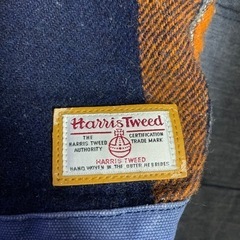 Harris Tweed
THE CERTIFICATION
HARRIS TWEED TRADE MARK
AUTHORITY
HARRIS TWEED
HAND WOVEN IN THE OUTER HEBRIDES